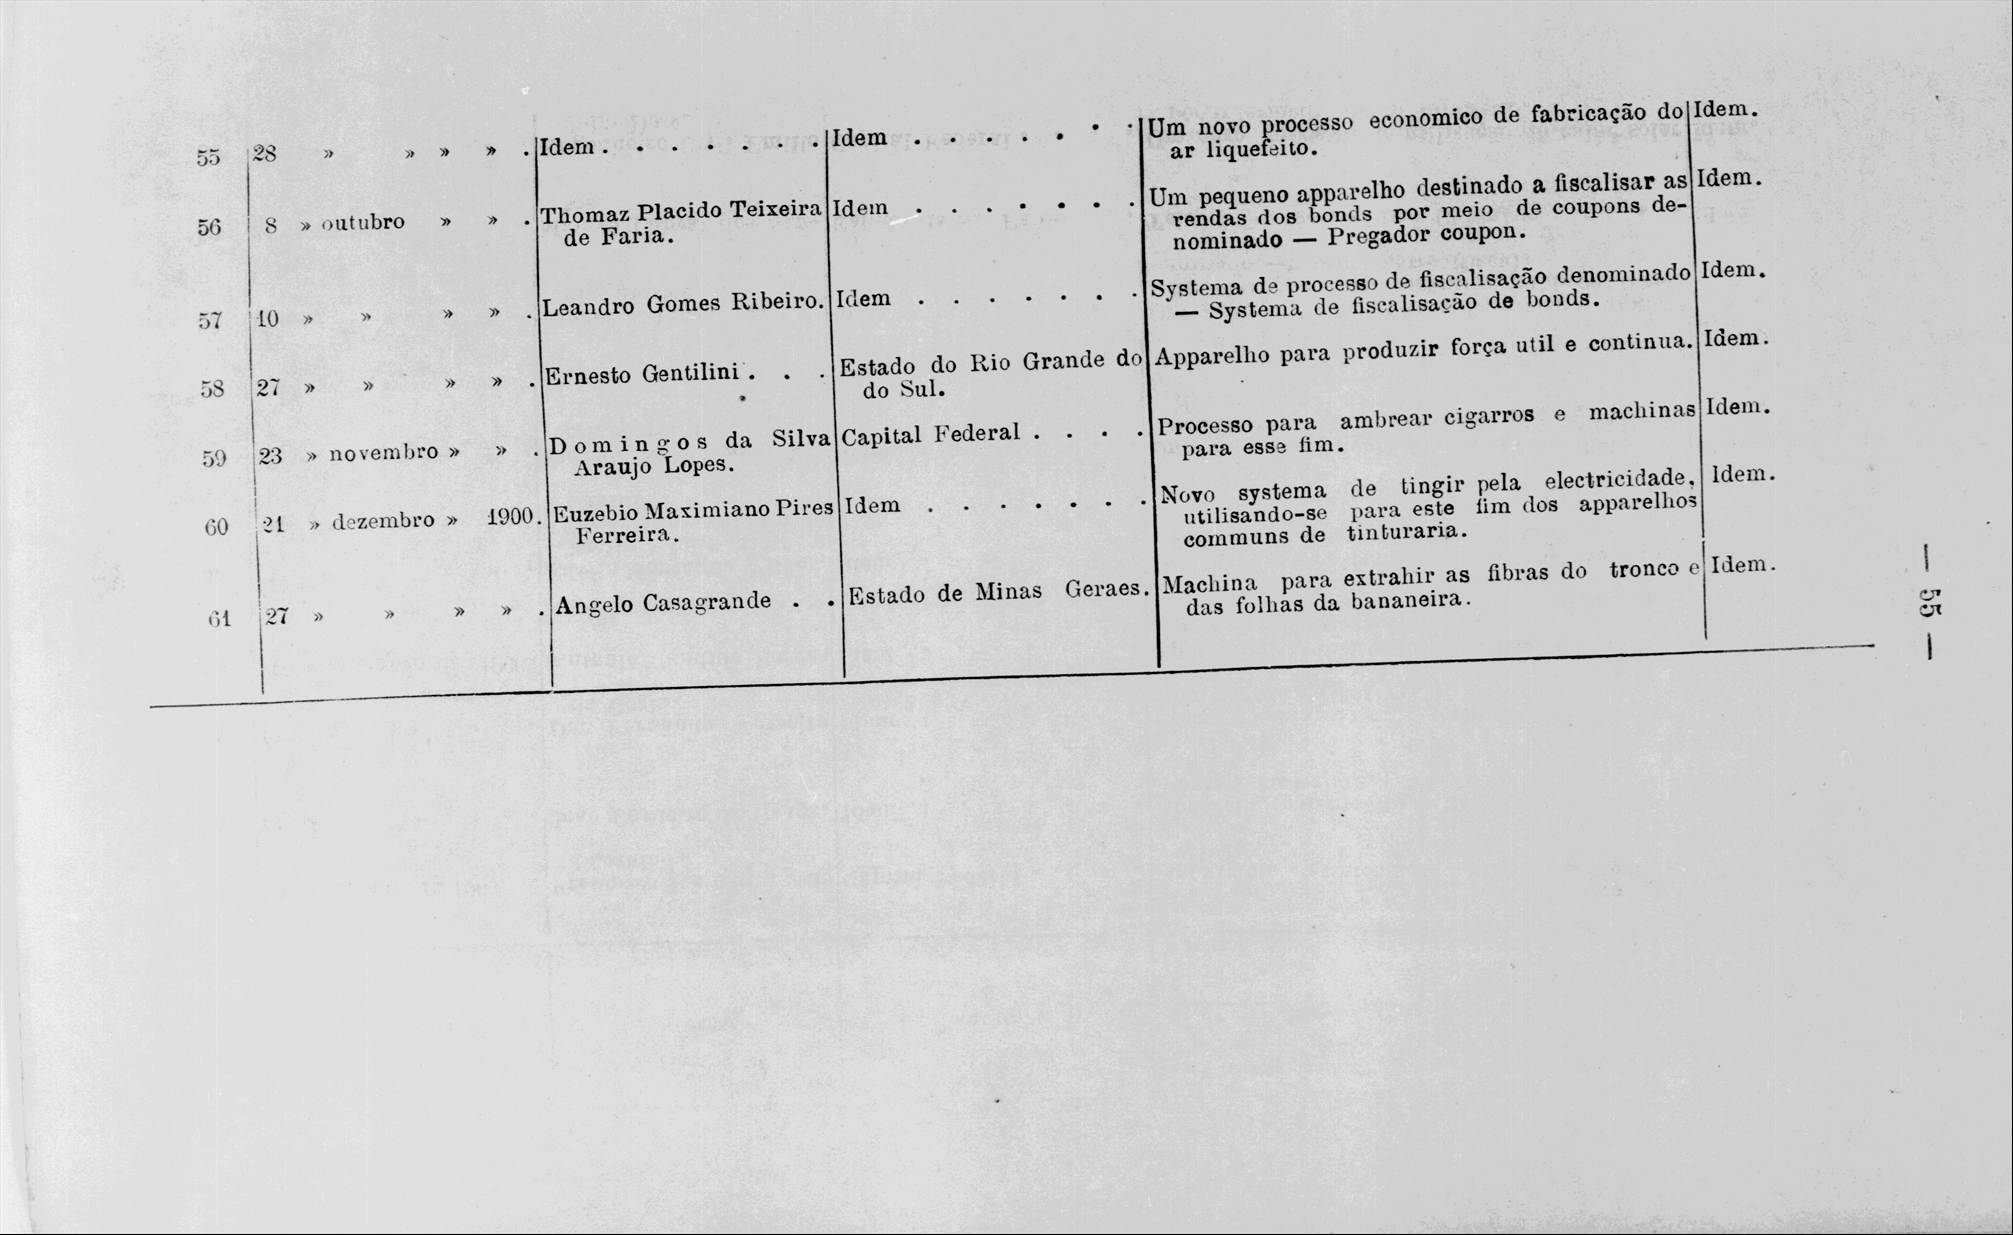 55 28 » » » » . Idem . . . . . . . Idem . . . . . . . Um novo processo economico de fabricação do Idem.
ar liquefeito.
56 8 » outubro » » . Thomaz Placido Teixeira Idem . . . . . . . Um pequeno apparelho destinado a fiscalisar as Idem.
de Faria. rendas dos bonds por meio de coupons de-
nominado — Pregador coupon.
57 10 » » » » . Leandro Gomes Ribeiro. Idem . . . . . . . Systema de processo de fiscalisação denominado Idem.
— Systema de fiscalisação de bonds.
58 27 » » » » . Ernesto Gentilini . . . Estado do Rio Grande do Apparelho para produzir força util e continua. Idem.
do Sul.
59 23 » novembro » » . Domingos da Silva Capital Federal . . . . Processo para ambrear cigarros e machinas Idem.
Araujo Lopes. para esse fim.
60 21 » dezembro » 1900. Euzebio Maximiano Pires Idem . . . . . . . Novo systema de tingir pela electricidade, Idem.
Ferreira. utilisando-se para este fim dos apparelhos
communs de tinturaria.
61 27 » » » » . Angelo Casagrande . . Estado de Minas Geraes. Machina para extrahir as fibras do tronco e Idem.
das folhas da bananeira.
— 55 —